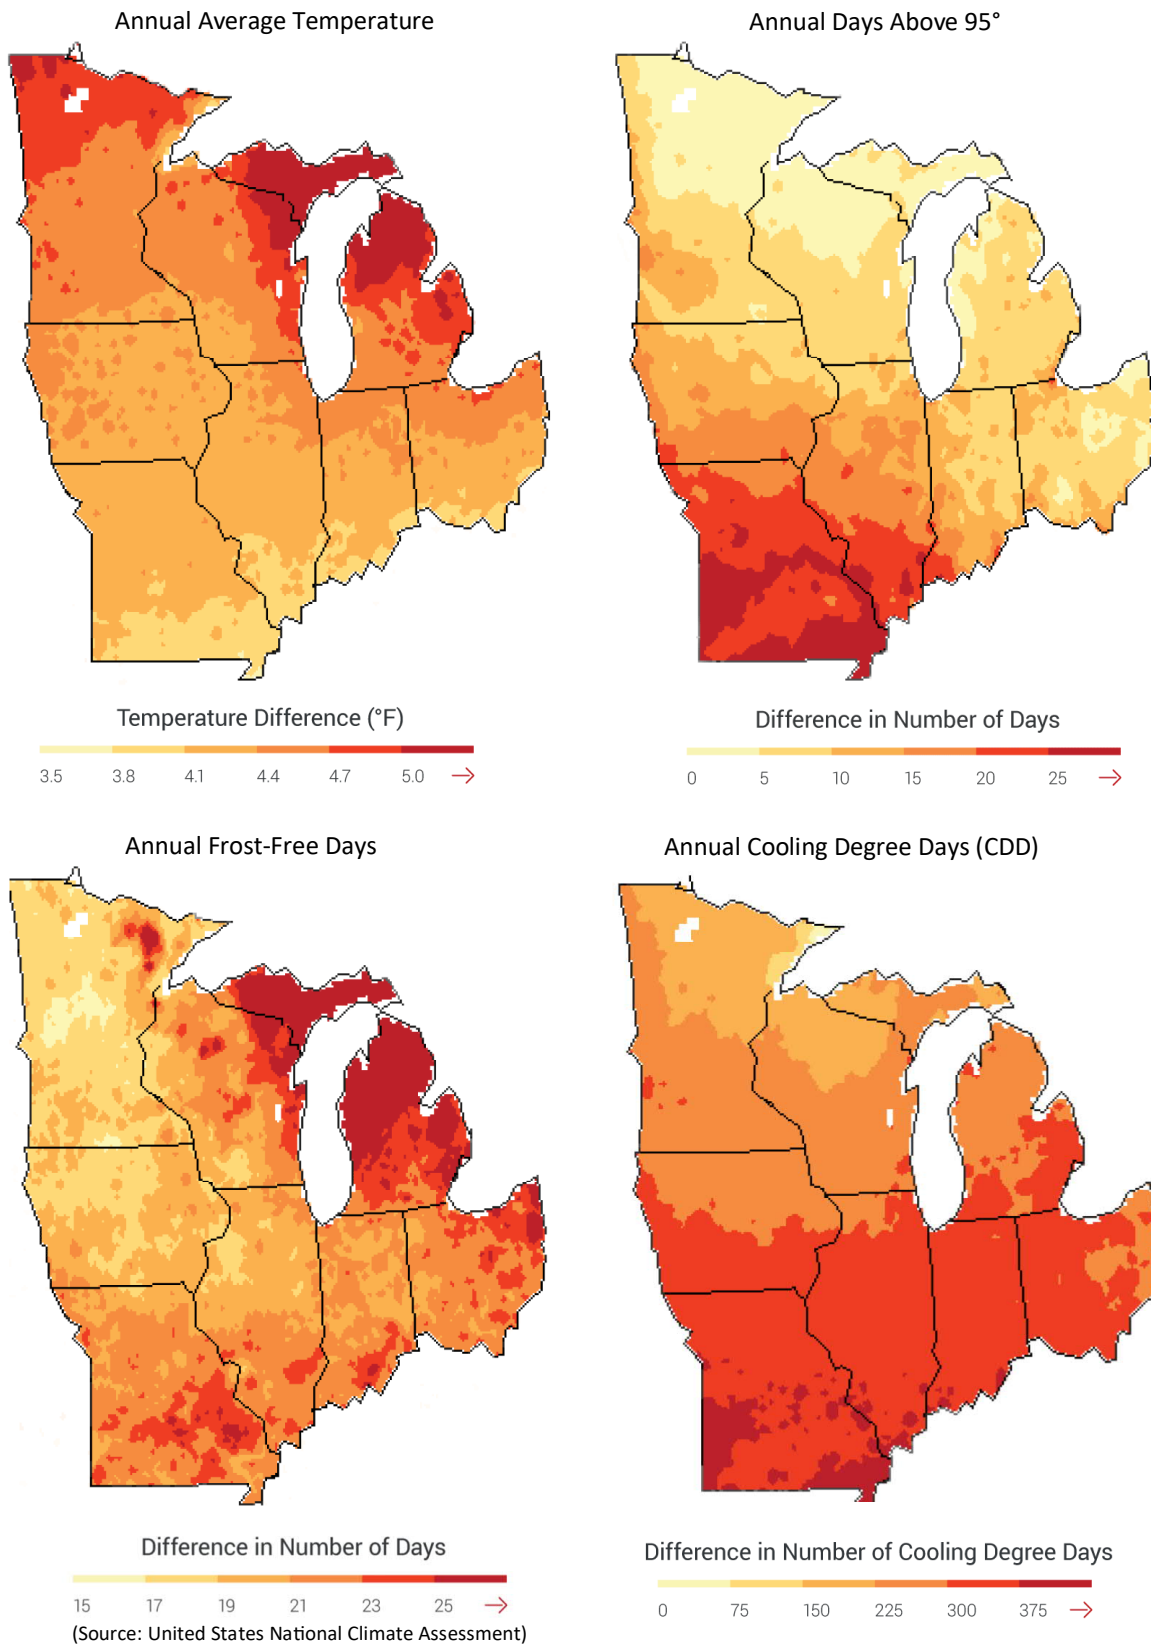 Annual Average Temperature
Annual Days Above 95°
Temperature Difference (°F)
3.5 3.8 4.1 4.4 4.7 5.0 →
Difference in Number of Days
0 5 10 15 20 25 →
Annual Frost-Free Days
Annual Cooling Degree Days (CDD)
Difference in Number of Days
15 17 19 21 23 25 →
(Source: United States National Climate Assessment)
Difference in Number of Cooling Degree Days
0 75 150 225 300 375 →